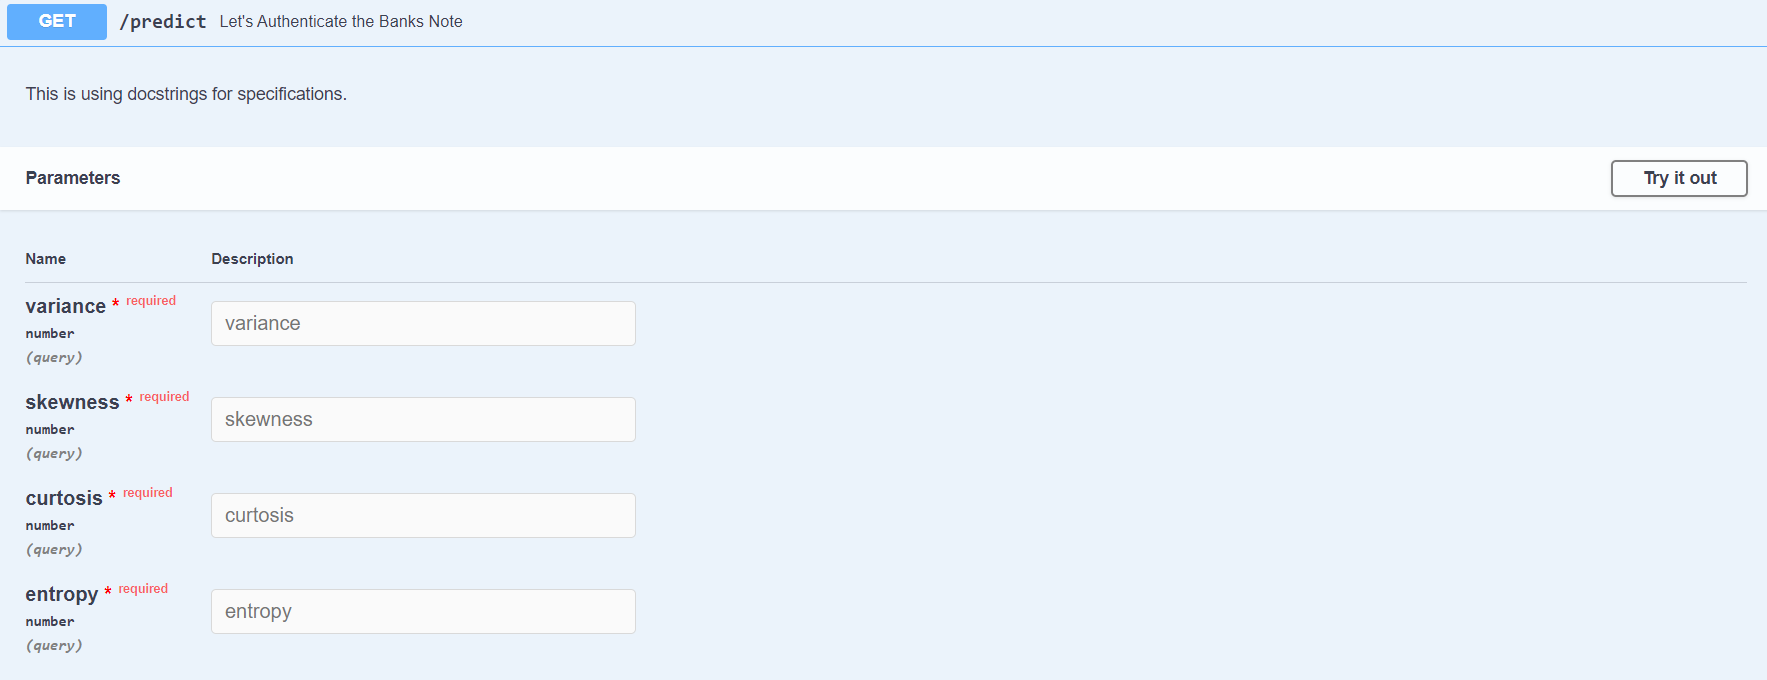 GET /predict Let's Authenticate the Banks Note
This is using docstrings for specifications.
Parameters Try it out
Name Description
variance * required
number
(query)
variance
skewness * required
number
(query)
skewness
curtosis * required
number
(query)
curtosis
entropy * required
number
(query)
entropy